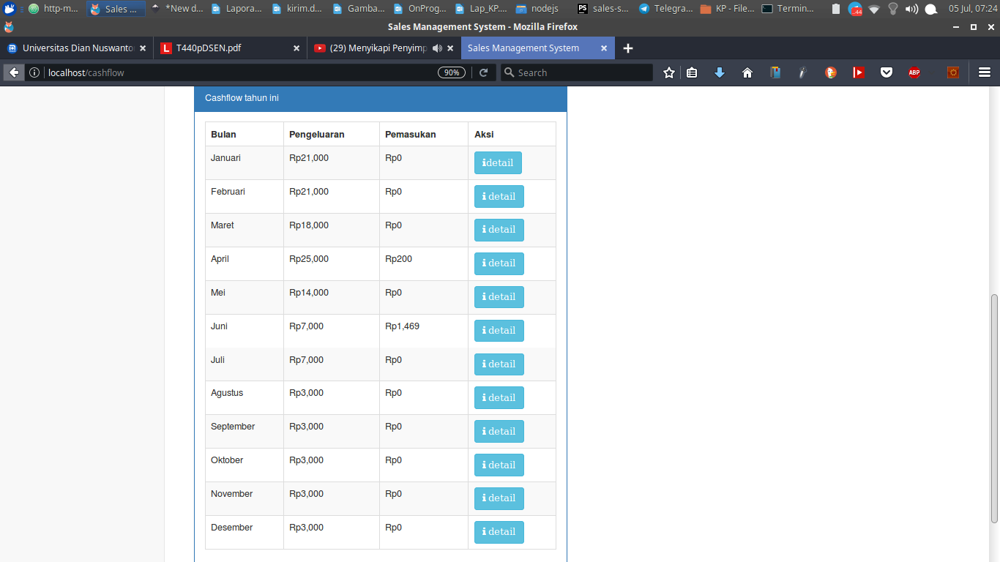 http-m... Sales ... *New d... Lapora... kirim.d... Gamba... OnProg... Lap_KP.... nodejs sales-s... Telegra... KP - File... Termin... 05 Jul, 07:24
Sales Management System - Mozilla Firefox
Universitas Dian Nuswanto T440pDSEN.pdf (29) Menyikapi Penyimp Sales Management System
localhost/cashflow 90% Search ABP
Cashflow tahun ini
Bulan Pengeluaran Pemasukan Aksi
Januari Rp21,000 Rp0 detail
Februari Rp21,000 Rp0 detail
Maret Rp18,000 Rp0 detail
April Rp25,000 Rp200 detail
Mei Rp14,000 Rp0 detail
Juni Rp7,000 Rp1,469 detail
Juli Rp7,000 Rp0 detail
Agustus Rp3,000 Rp0 detail
September Rp3,000 Rp0 detail
Oktober Rp3,000 Rp0 detail
November Rp3,000 Rp0 detail
Desember Rp3,000 Rp0 detail